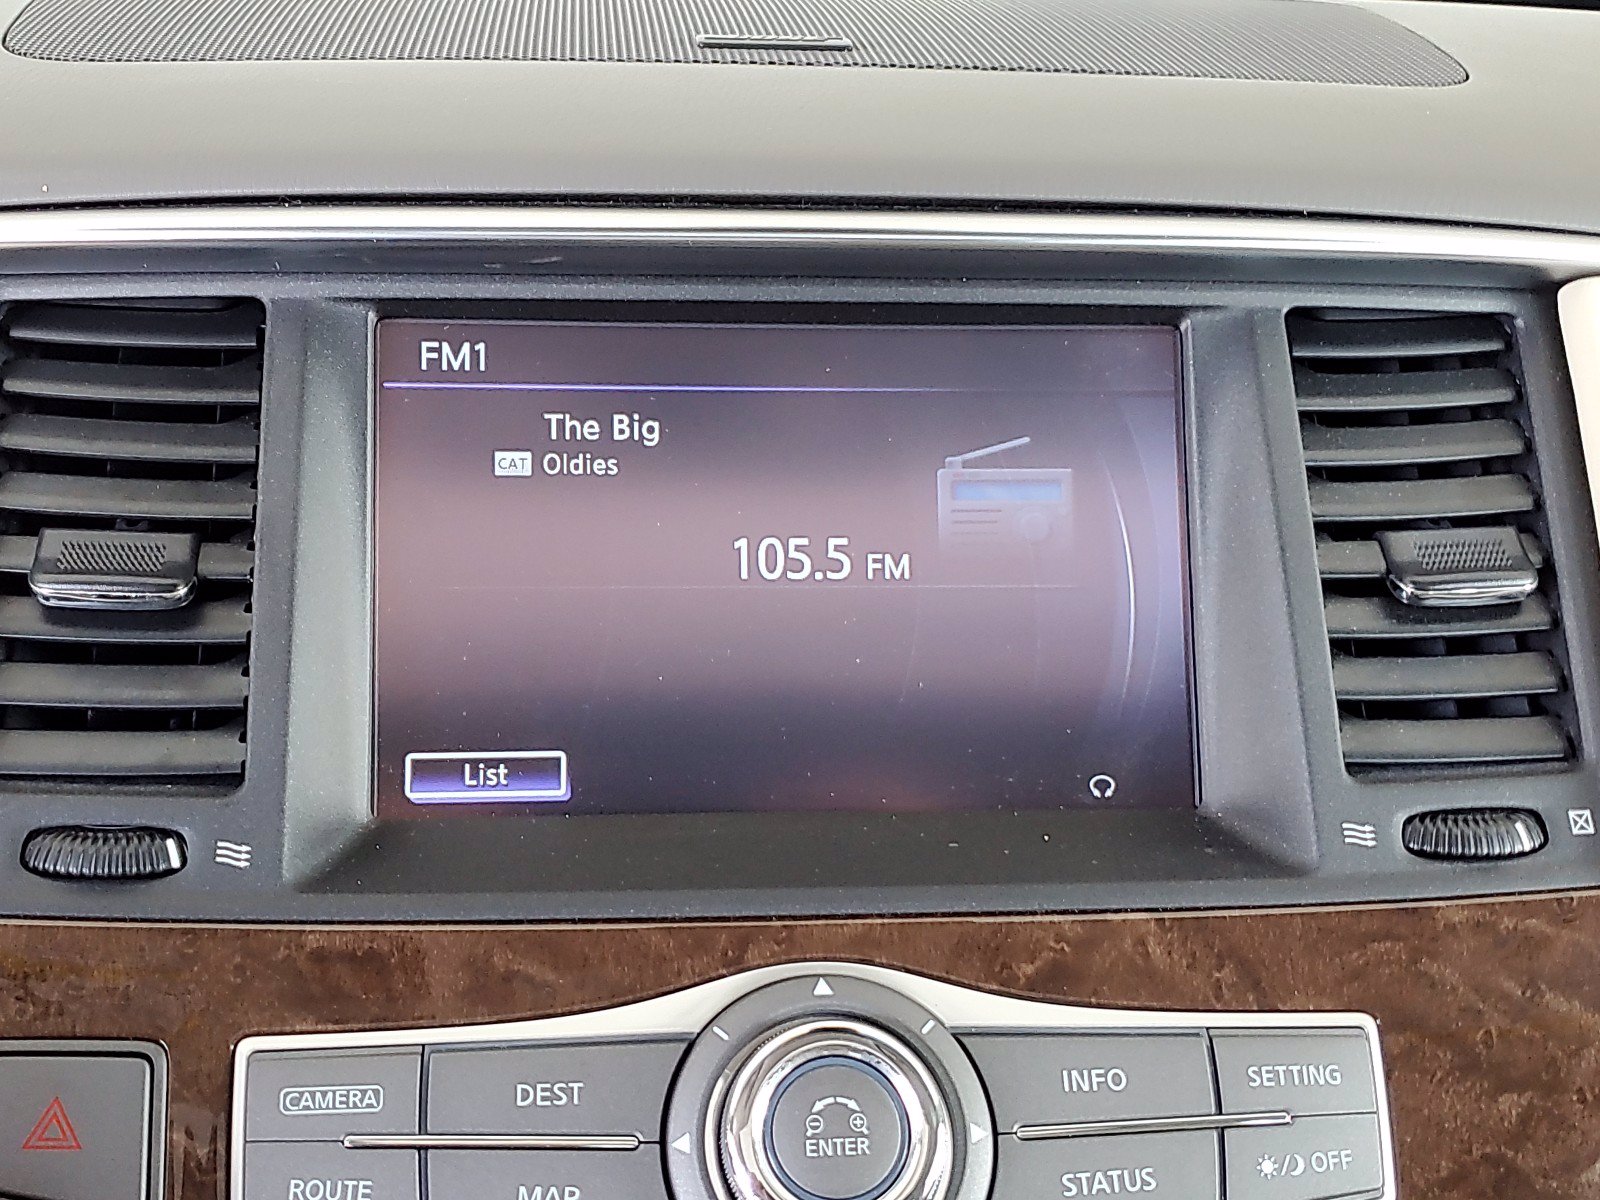 FM1
The Big
CAT Oldies
105.5 FM
List
CAMERA
DEST
INFO
SETTING
ENTER
ROUTE
MAP
STATUS
OFF